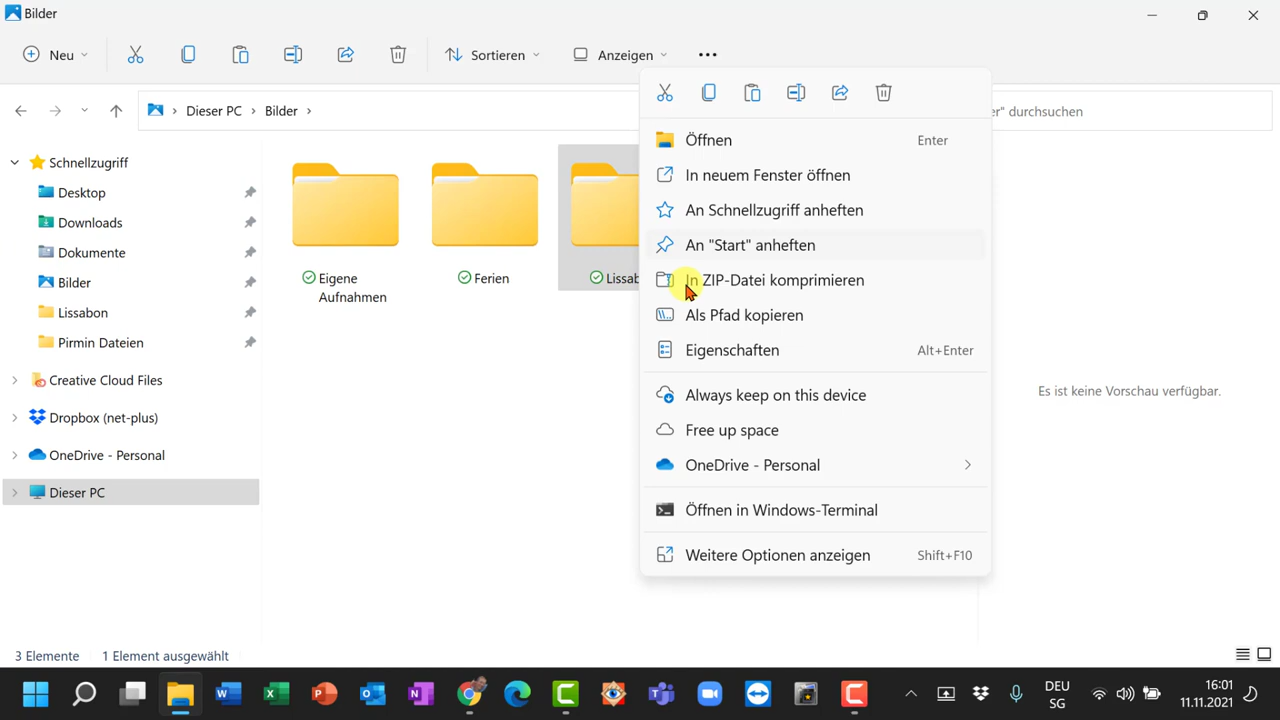 Bilder
Neu
Sortieren
Anzeigen
Dieser PC
Bilder
er" durchsuchen
Schnellzugriff
Desktop
Downloads
Dokumente
Bilder
Lissabon
Pirmin Dateien
Creative Cloud Files
Dropbox (net-plus)
OneDrive - Personal
Dieser PC
Eigene
Aufnahmen
Ferien
Lissab
Öffnen Enter
In neuem Fenster öffnen
An Schnellzugriff anheften
An "Start" anheften
In ZIP-Datei komprimieren
Als Pfad kopieren
Eigenschaften Alt+Enter
Always keep on this device
Free up space
OneDrive - Personal
Öffnen in Windows-Terminal
Weitere Optionen anzeigen Shift+F10
Es ist keine Vorschau verfügbar.
3 Elemente 1 Element ausgewählt
DEU
SG
16:01
11.11.2021